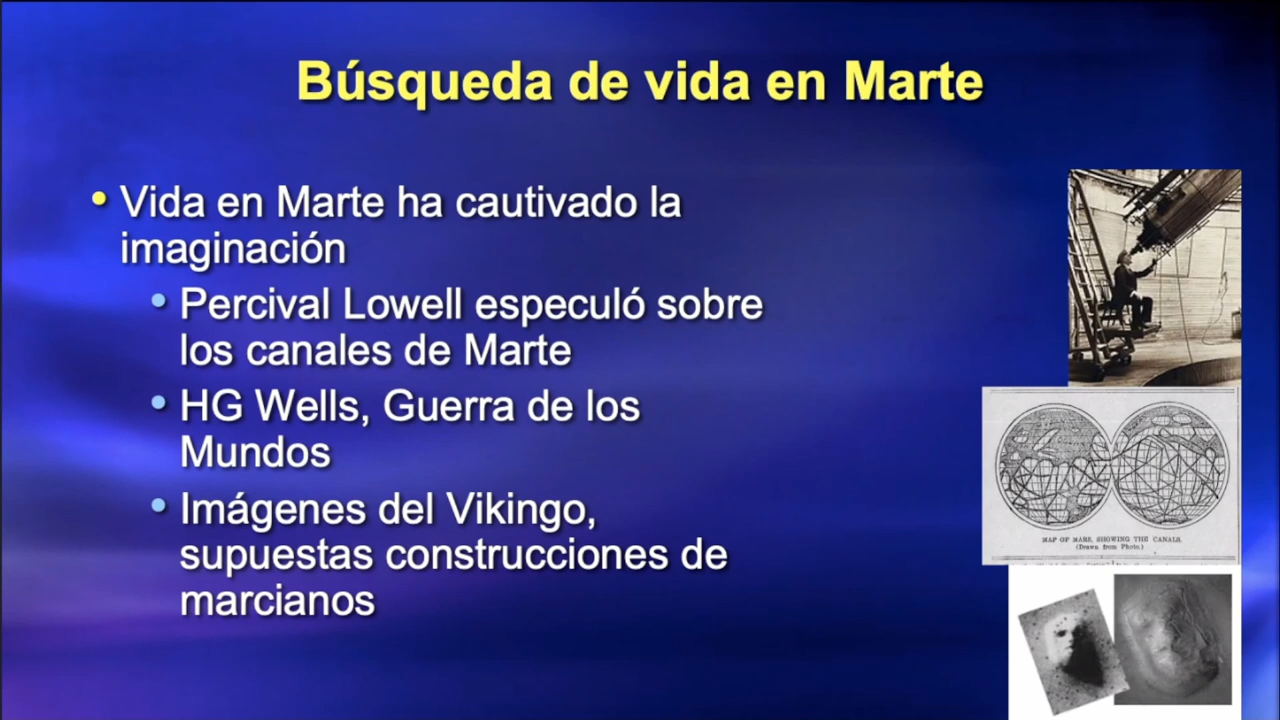 Búsqueda de vida en Marte
• Vida en Marte ha cautivado la
imaginación
• Percival Lowell especuló sobre
los canales de Marte
• HG Wells, Guerra de los
Mundos
• Imágenes del Vikingo,
supuestas construcciones de
marcianos
MAP OF MARS, SHOWING THE CANALS.
(Drawn from Photo.)